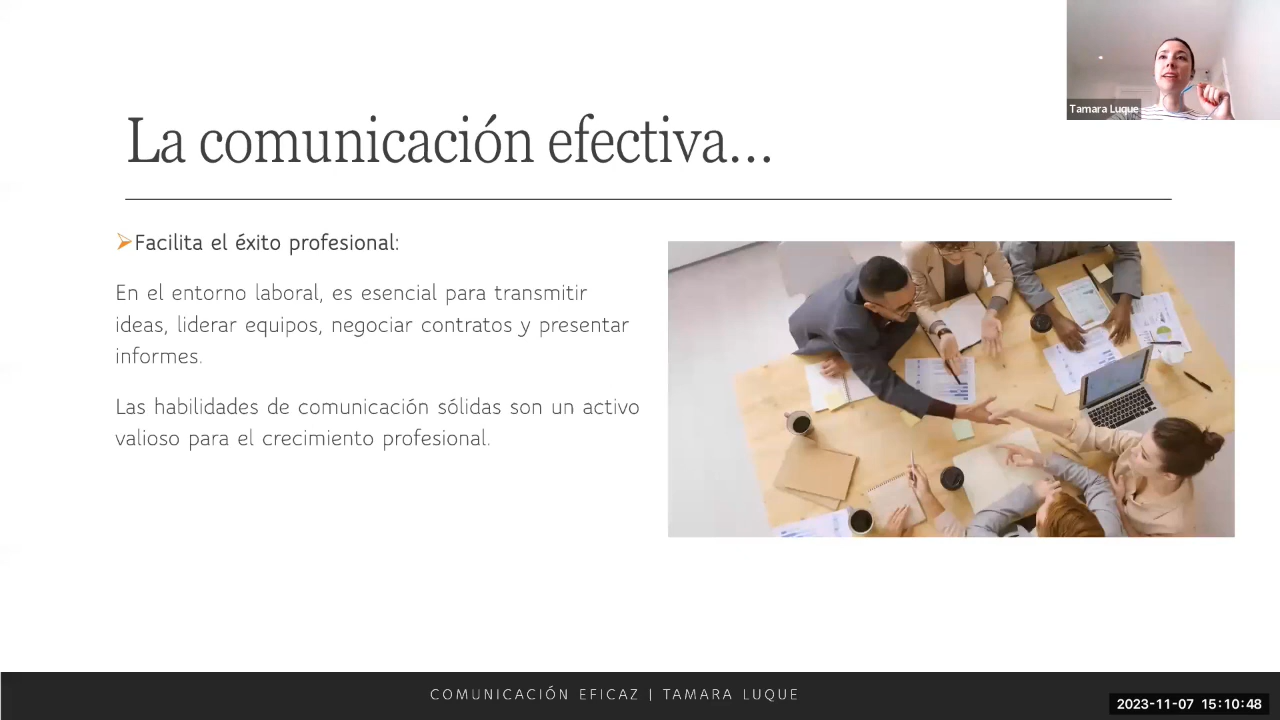 Tamara Luque
La comunicación efectiva...
➢Facilita el éxito profesional:
En el entorno laboral, es esencial para transmitir
ideas, liderar equipos, negociar contratos y presentar
informes.
Las habilidades de comunicación sólidas son un activo
valioso para el crecimiento profesional.
COMUNICACIÓN EFICAZ | TAMARA LUQUE
2023-11-07 15:10:48